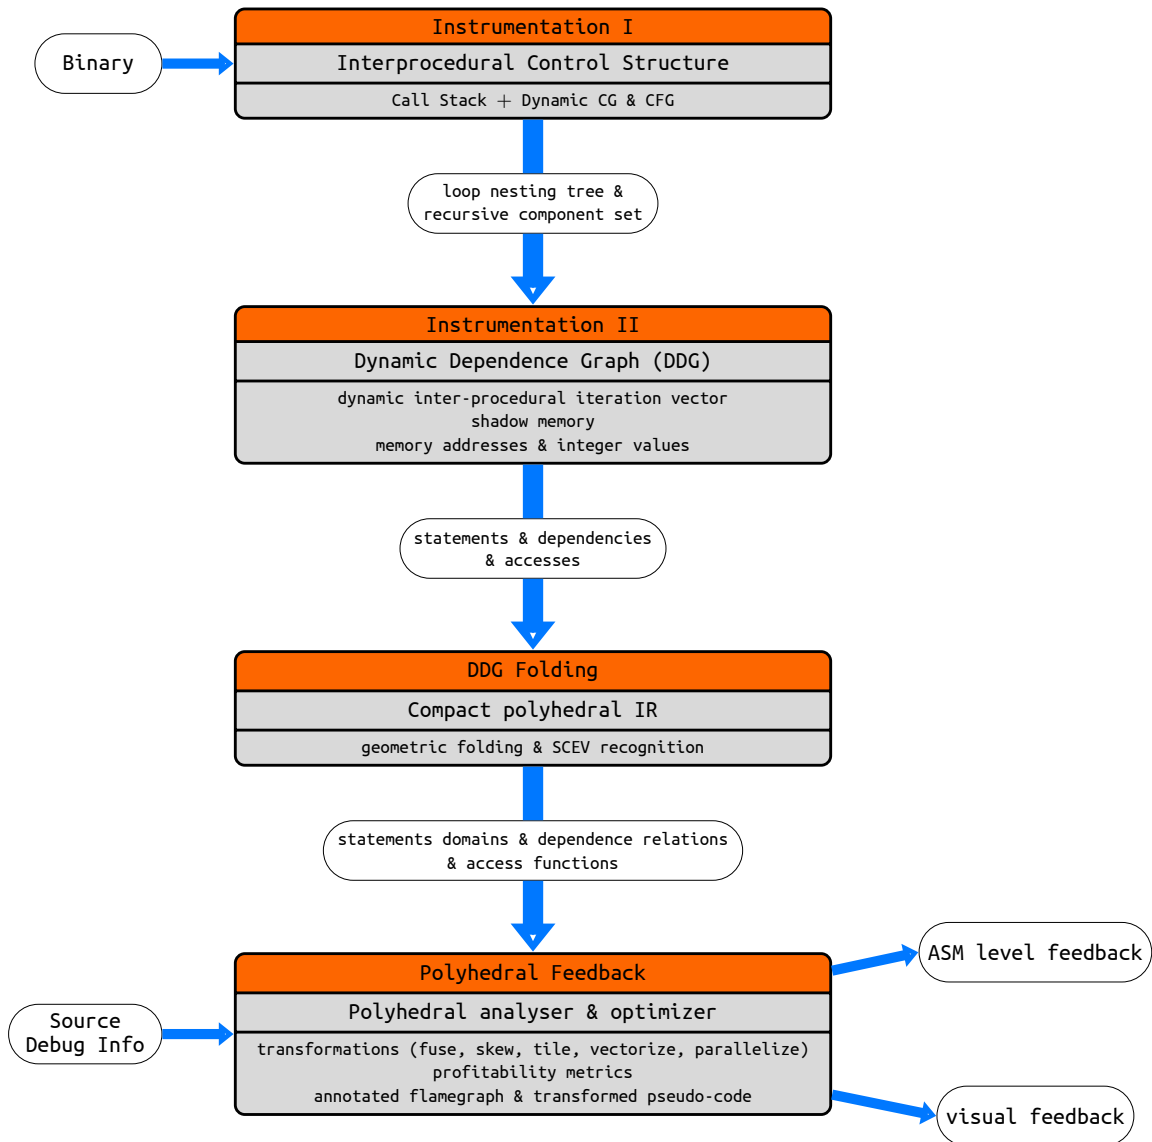 Instrumentation I
Binary
Interprocedural Control Structure
Call Stack + Dynamic CG & CFG
loop nesting tree &
recursive component set
Instrumentation II
Dynamic Dependence Graph (DDG)
dynamic inter-procedural iteration vector
shadow memory
memory addresses & integer values
statements & dependencies
& accesses
DDG Folding
Compact polyhedral IR
geometric folding & SCEV recognition
statements domains & dependence relations
& access functions
Polyhedral Feedback
ASM level feedback
Polyhedral analyser & optimizer
Source
Debug Info
transformations (fuse, skew, tile, vectorize, parallelize)
profitability metrics
annotated flamegraph & transformed pseudo-code
visual feedback